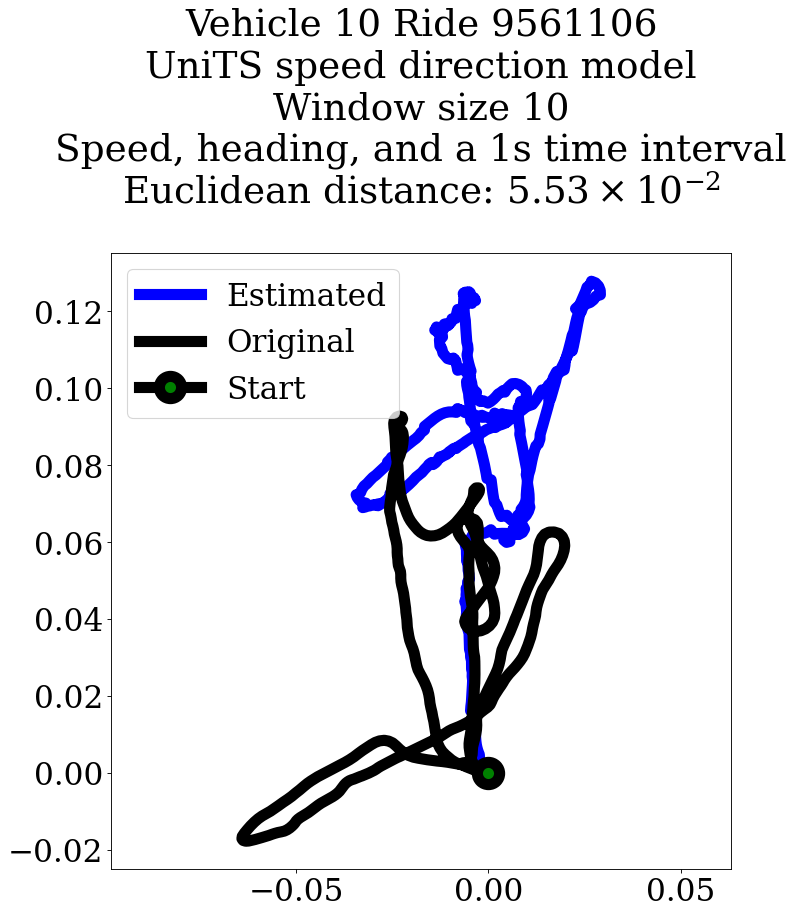 Vehicle 10 Ride 9561106
UniTS speed direction model
Window size 10
Speed, heading, and a 1s time interval
Euclidean distance: 5.53 × 10⁻²
Estimated
Original
Start
0.12
0.10
0.08
0.06
0.04
0.02
0.00
−0.02
−0.05
0.00
0.05